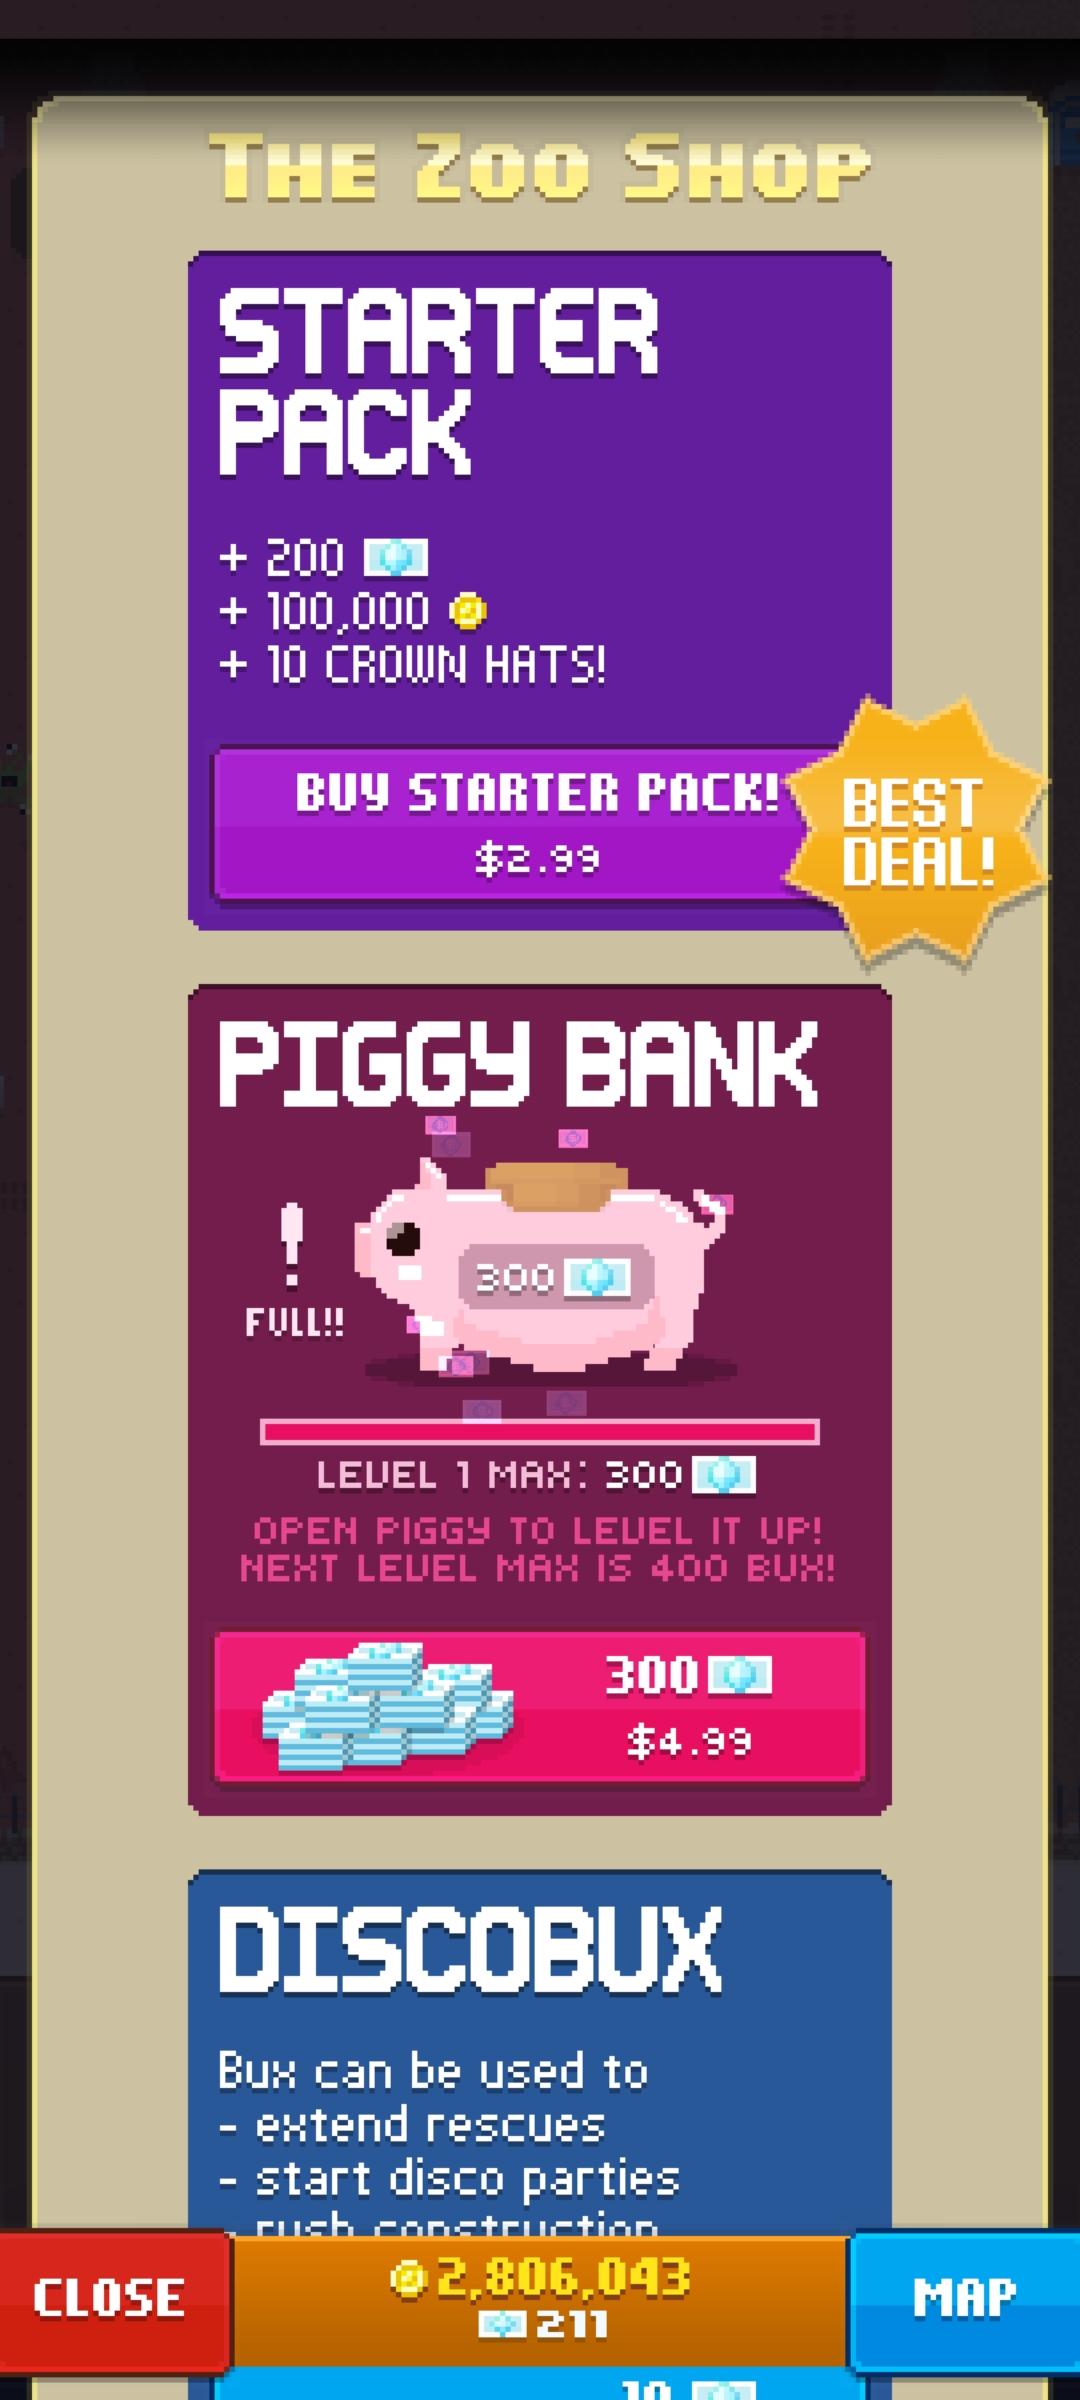 The Zoo Shop
STARTER
PACK
+ 200
+ 100,000
+ 10 CROWN HATS!
BUY STARTER PACK!
$2.99
BEST
DEAL!
PIGGY BANK
!
FULL!!
300
LEVEL 1 MAX: 300
OPEN PIGGY TO LEVEL IT UP!
NEXT LEVEL MAX IS 400 BUX!
300
$4.99
DISCOBUX
Bux can be used to
- extend rescues
- start disco parties
- rush construction
CLOSE
2,806,043
211
MAP
10